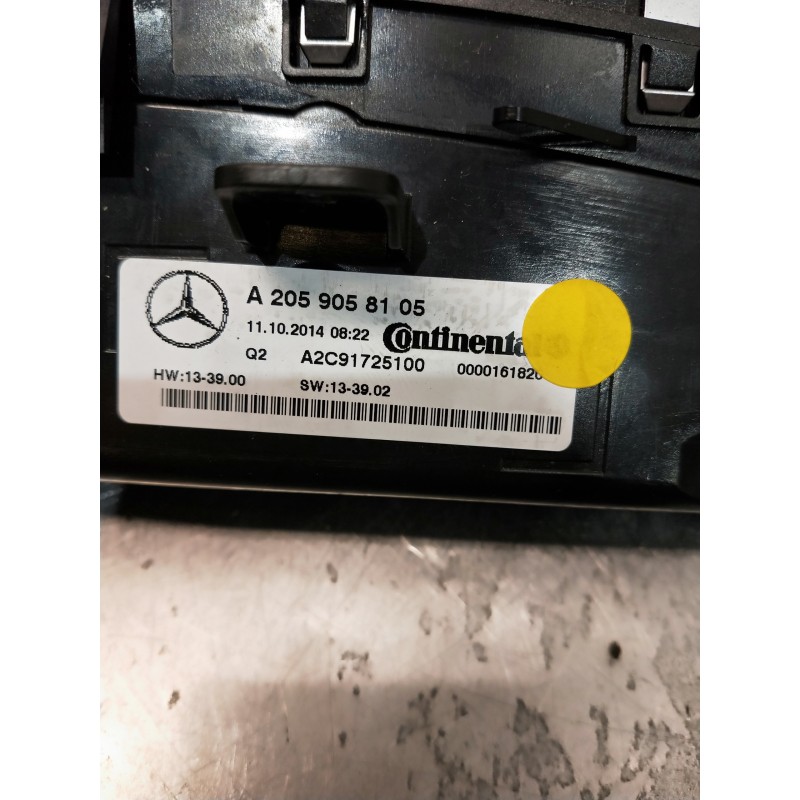 A 205 905 81 05
11.10.2014 08:22 Continental
Q2 A2C91725100
HW:13-39.00 SW:13-39.02